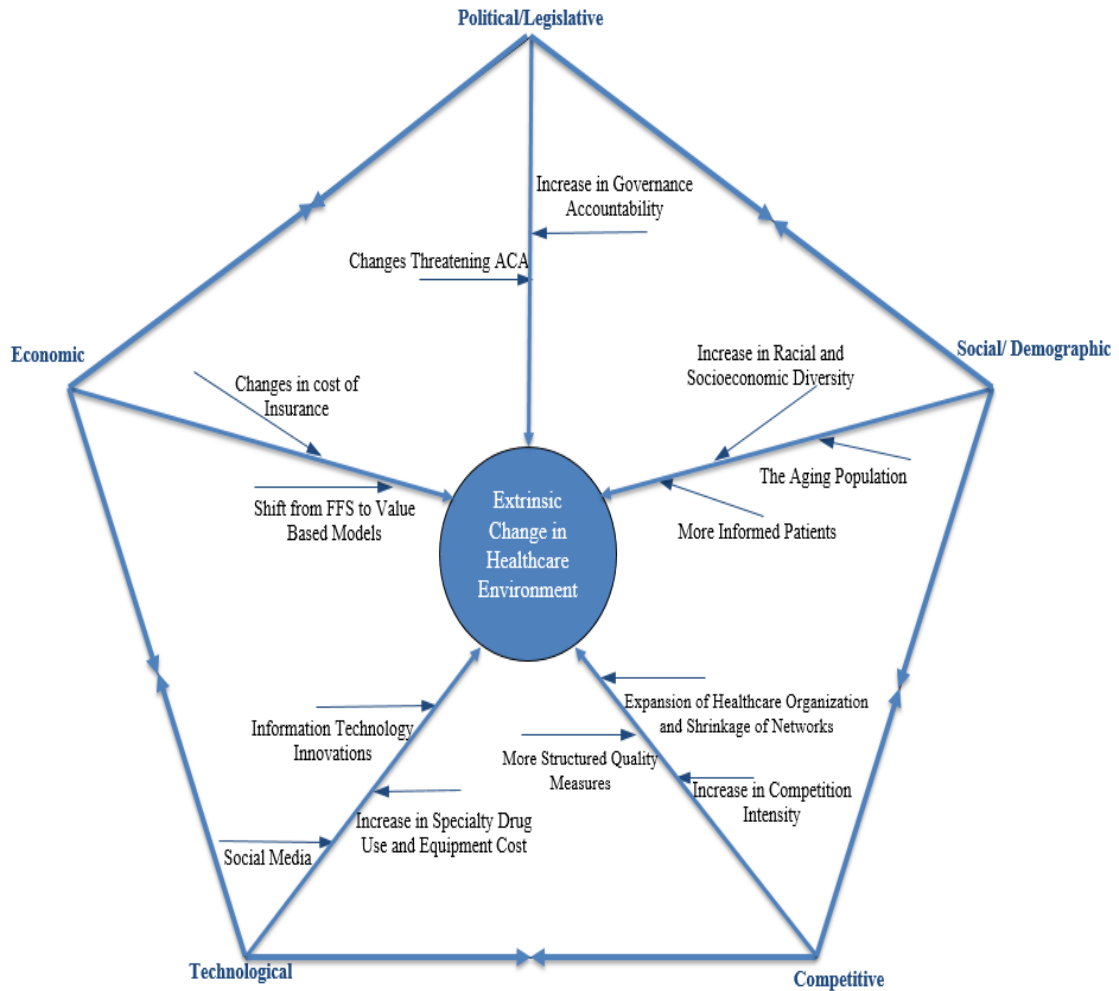 Political/Legislative
Increase in Governance
Accountability
Changes Threatening ACA
Economic
Social/ Demographic
Changes in cost of
Insurance
Increase in Racial and
Socioeconomic Diversity
The Aging Population
Shift from FFS to Value
Based Models
More Informed Patients
Extrinsic
Change in
Healthcare
Environment
Information Technology
Innovations
Expansion of Healthcare Organization
and Shrinkage of Networks
More Structured Quality
Measures
Increase in Competition
Intensity
Increase in Specialty Drug
Use and Equipment Cost
Social Media
Technological
Competitive